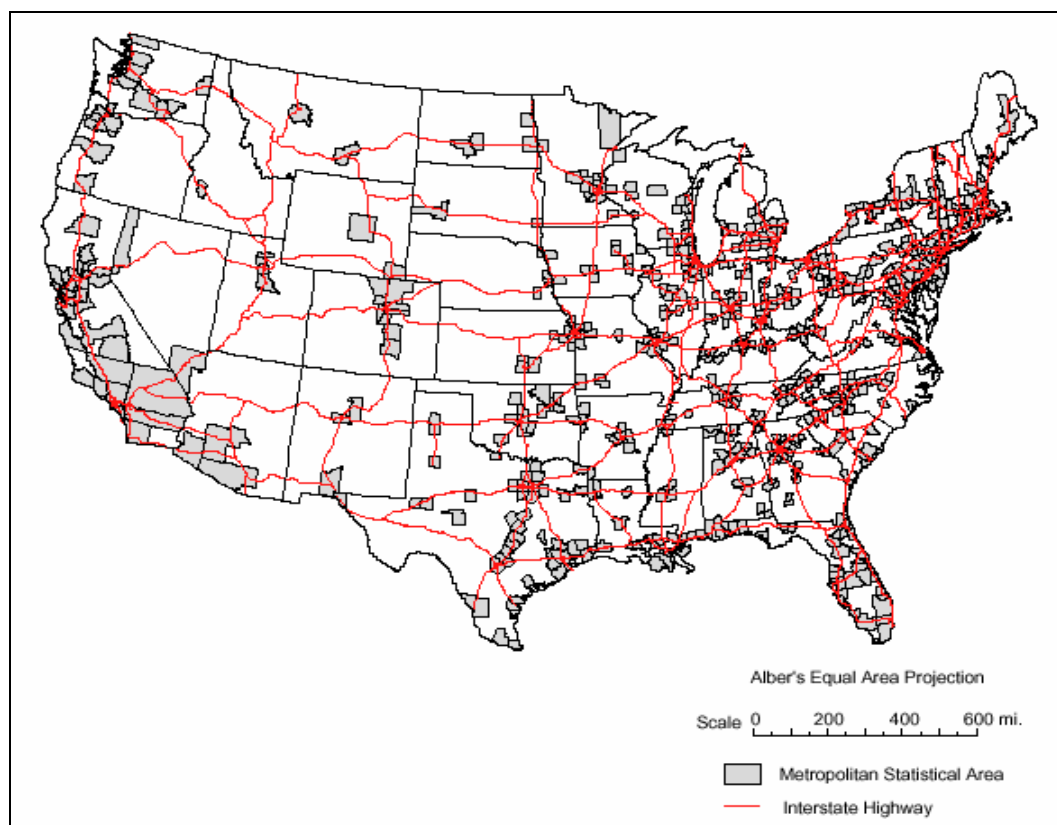 Alber's Equal Area Projection
Scale 0 200 400 600 mi.
Metropolitan Statistical Area
Interstate Highway